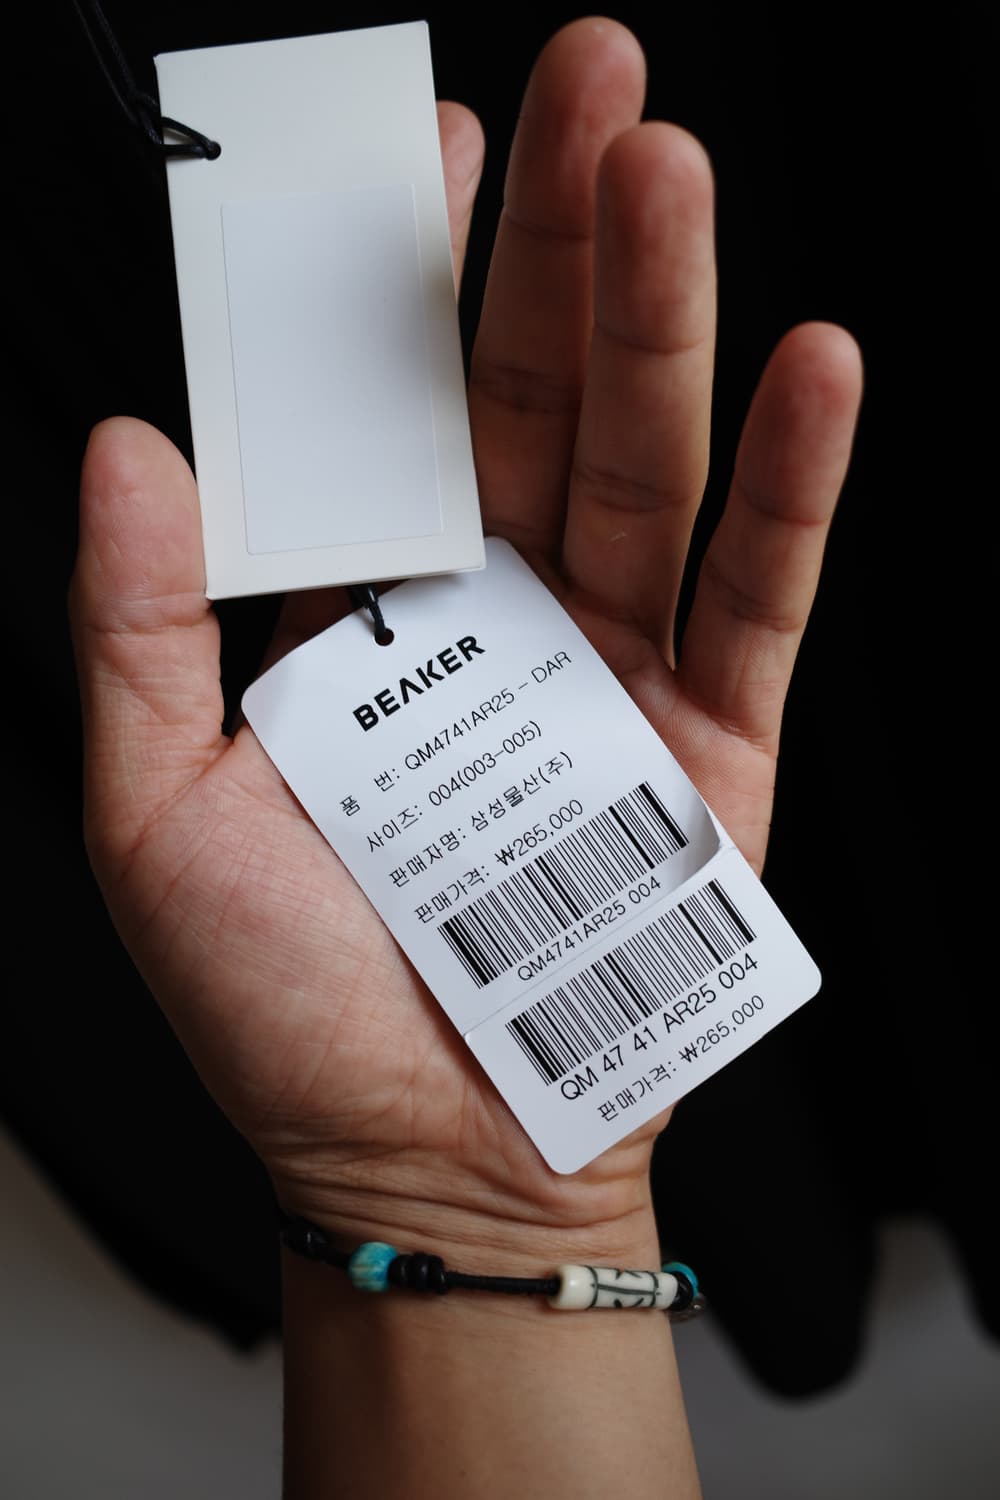 BEAKER
품 번: QM4741AR25 - DAR
사이즈: 004(003-005)
판매자명: 삼성물산(주)
판매가격: ₩265,000
QM4741AR25 004
QM 47 41 AR25 004
판매가격: ₩265,000